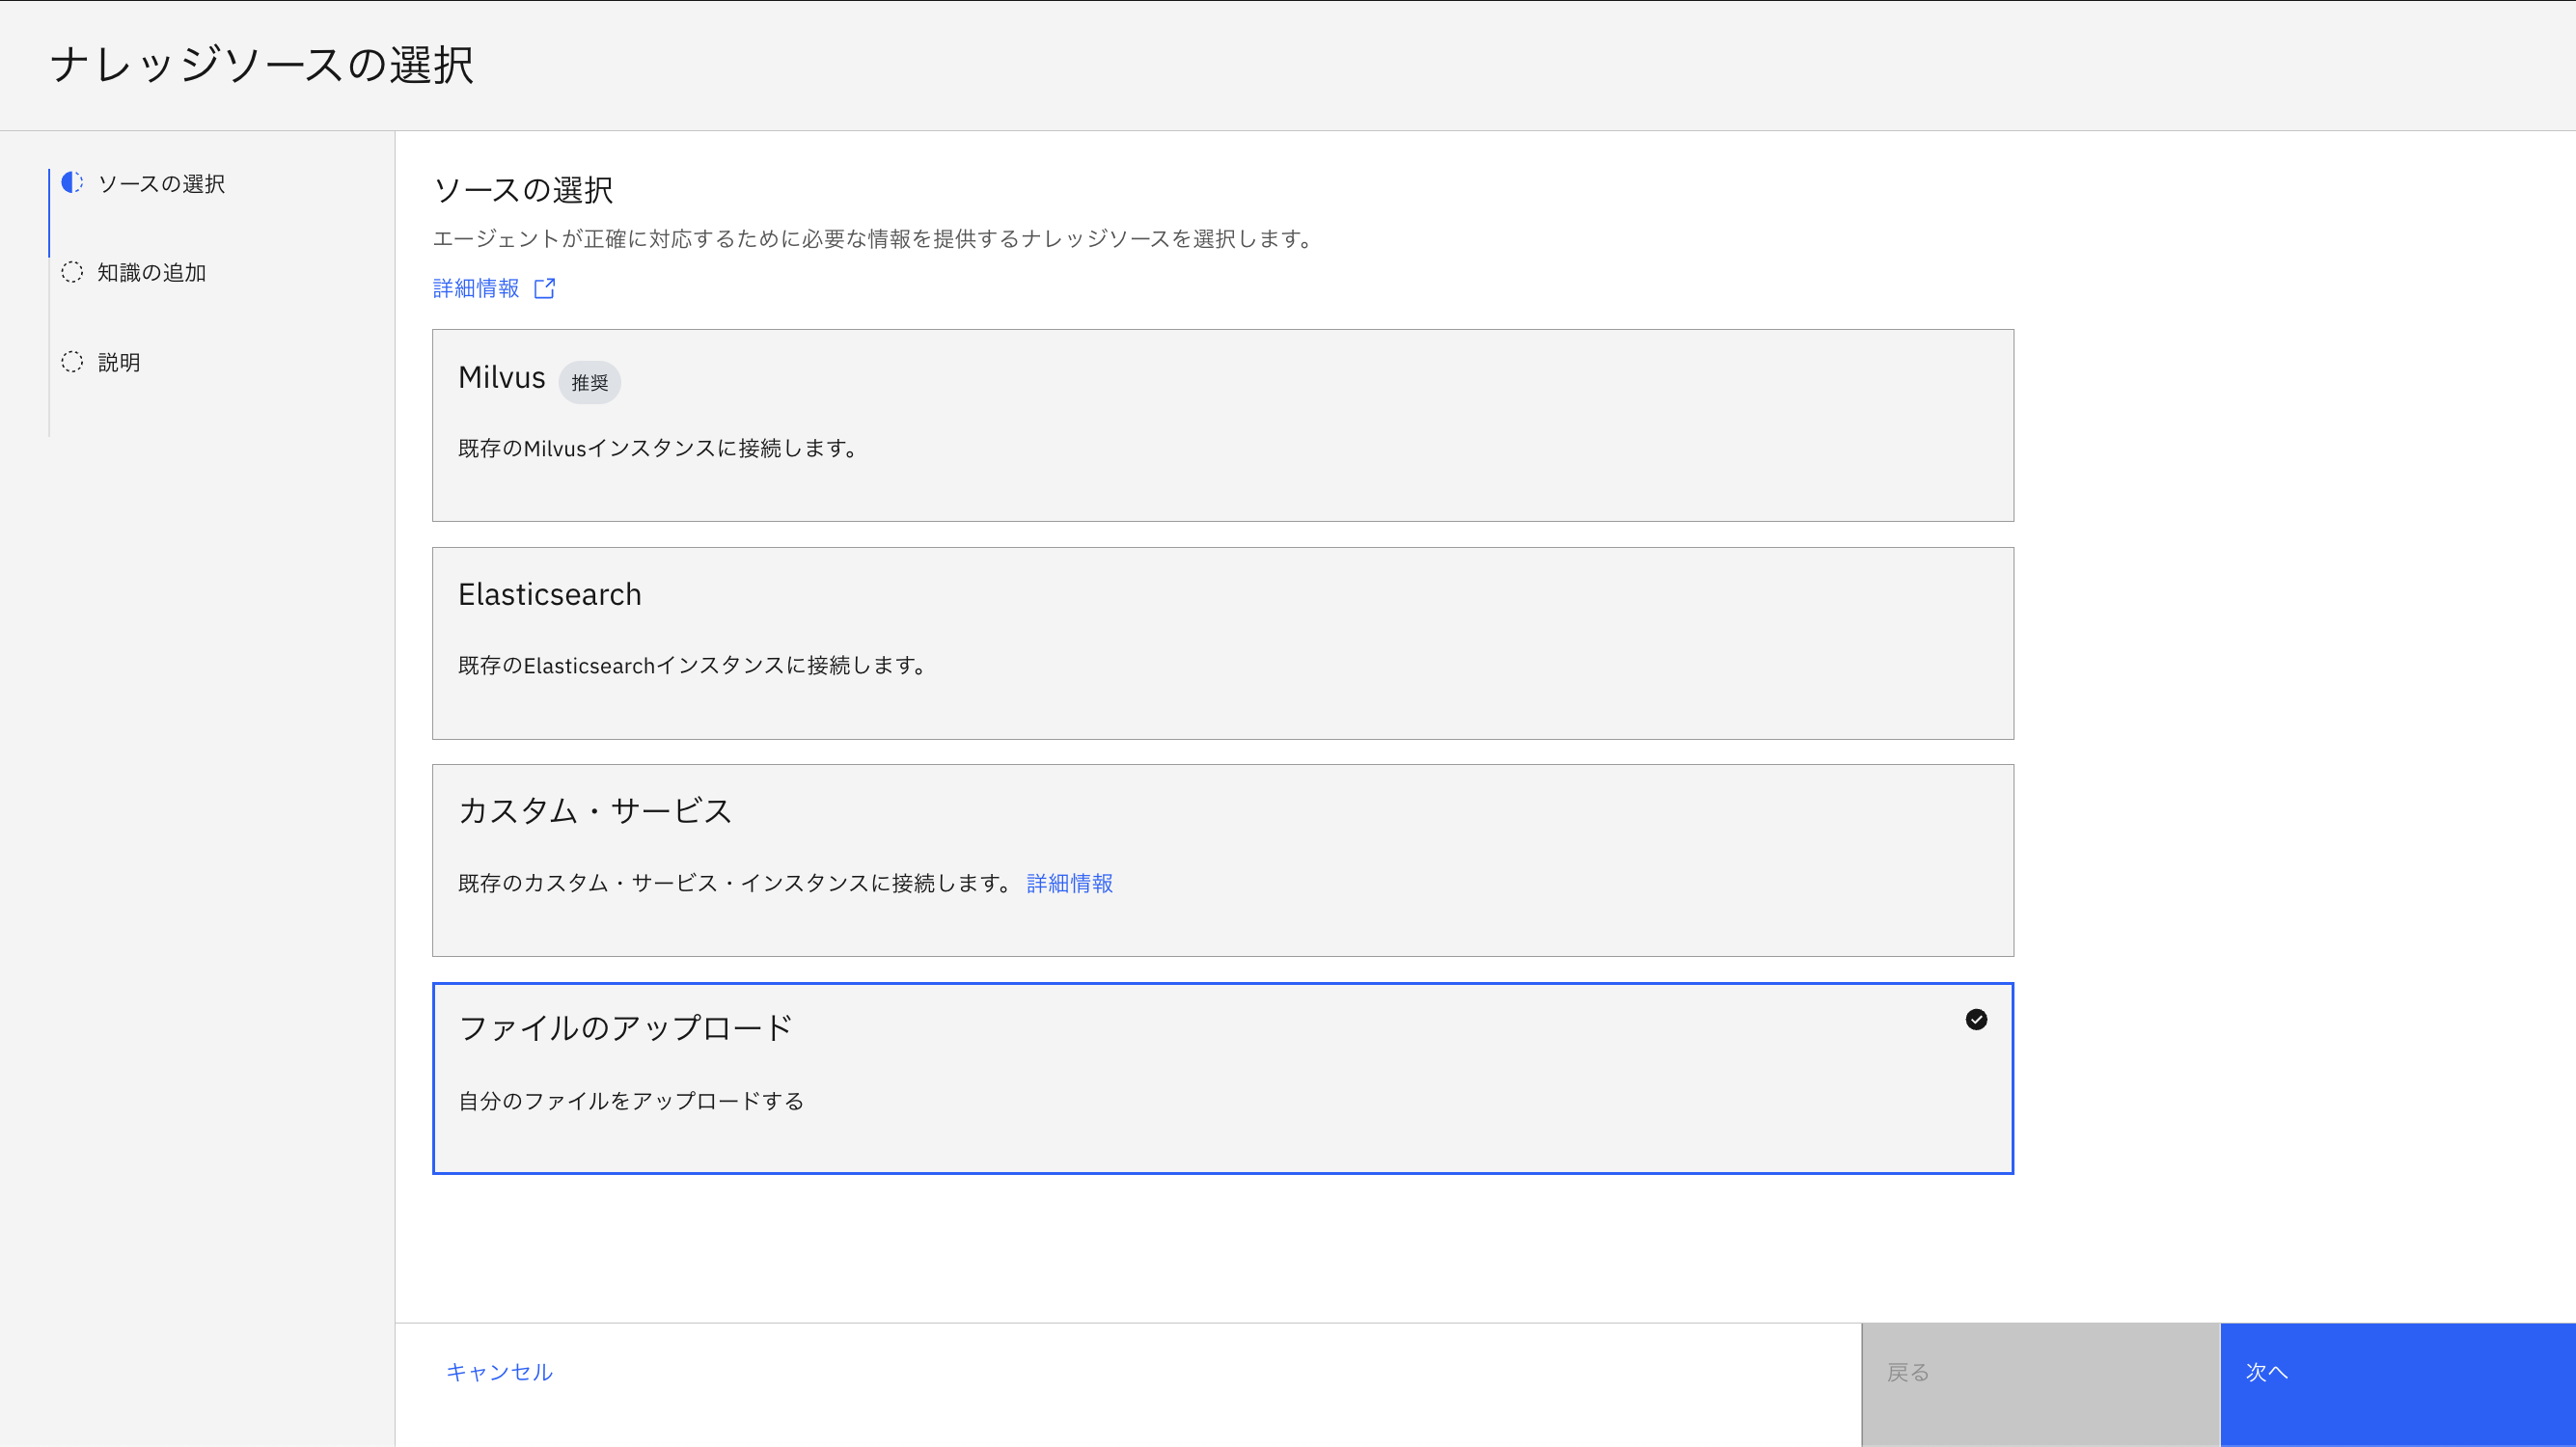 ナレッジソースの選択
ソースの選択
知識の追加
説明
ソースの選択
エージェントが正確に対応するために必要な情報を提供するナレッジソースを選択します。
詳細情報
Milvus 推奨
既存のMilvusインスタンスに接続します。
Elasticsearch
既存のElasticsearchインスタンスに接続します。
カスタム・サービス
既存のカスタム・サービス・インスタンスに接続します。 詳細情報
ファイルのアップロード
自分のファイルをアップロードする
キャンセル 戻る 次へ